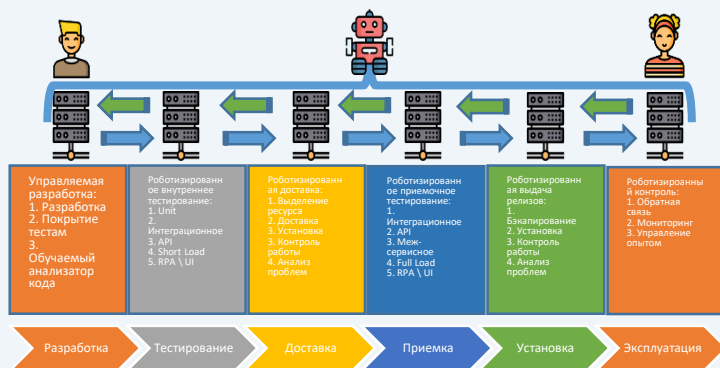 Управляемая
разработка:
1. Разработка
2. Покрытие
тестам
3.
Обучаемый
анализатор
кода
Роботизированн
ое внутреннее
тестирование:
1. Unit
2.
Интеграционное
3. API
4. Short Load
5. RPA \ UI
Роботизированн
ая доставка:
1. Выделение
ресурса
2. Доставка
3. Установка
3. Контроль
работы
4. Анализ
проблем
Роботизированн
ое приемочное
тестирование:
1.
Интеграционное
2. API
3. Меж-
сервисное
4. Full Load
5. RPA \ UI
Роботизированн
ая выдача
релизов:
1. Бэкапирование
2. Установка
3. Контроль
работы
4. Анализ
проблем
Роботизированны
й контроль:
1. Обратная
связь
2. Мониторинг
3. Управление
опытом
Разработка
Тестирование
Доставка
Приемка
Установка
Эксплуатация